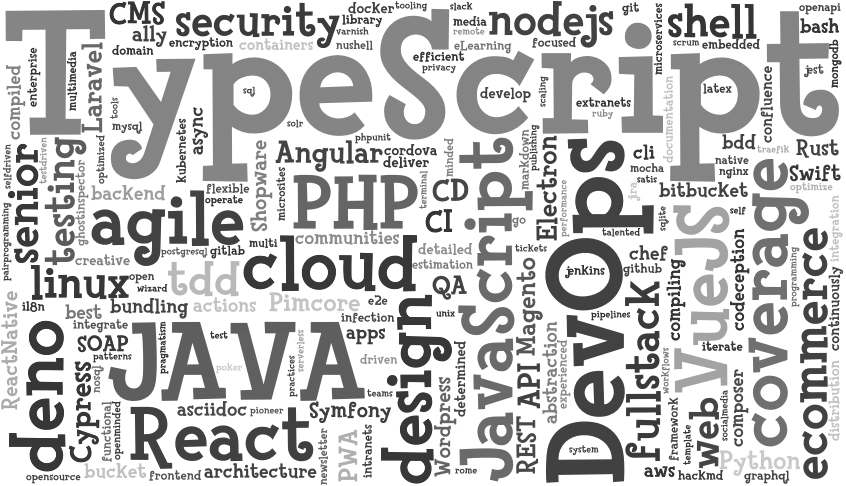 TypeScript
CMS
ally
security
encryption
containers
domain
docker
library
varnish
nushell
tooling
slack
media
remote
eLearning
efficient
privacy
nodejs
focused
git
microservices
shell
scrum
embedded
openapi
bash
mongodb
jest
enterprise
multimedia
compiled
Laravel
tools
mysql
optimized
sql
solr
kubernetes
async
develop
scaling
extranets
ruby
documentation
latex
confluence
traefik
bdd
native
nginx
Rust
Swift
optimize
integration
selfdriven
pairprogramming
senior
testing
testdriven
ghostinspector
backend
flexible
operate
agile
creative
postgresql
gitlab
Shopware
microsites
phpunit
Angular
cordova
deliver
PHP
communities
multi
terminal
minded
CD
CI
detailed
estimation
JavaScript
markdown
publishing
go
tickets
Electron
performance
DevOps
talented
jenkins
pipelines
system
cli
mocha
satis
jira
bitbucket
sqlite
self
chef
github
VueJS
codeception
compiling
coverage
programming
ecommerce
continuously
distribution
linux
open
wizard
tdd
cloud
bundling
actions
Pimcore
e2e
infection
apps
QA
unix
design
Magento
REST API
abstraction
experienced
fullstack
workflows
iterate
composer
socialmedia
web
framework
template
Python
aws
hackmd
graphql
ReactNative
i18n
best
integrate
SOAP
patterns
deno
nosql
Cypress
JAVA
pragmatism
test
poker
practices
serverless
driven
teams
determined
Wordpress
rome
functional
openminded
asciidoc
pioneer
Symfony
React
newsletter
PWA
intranets
opensource
bucket
frontend
architecture